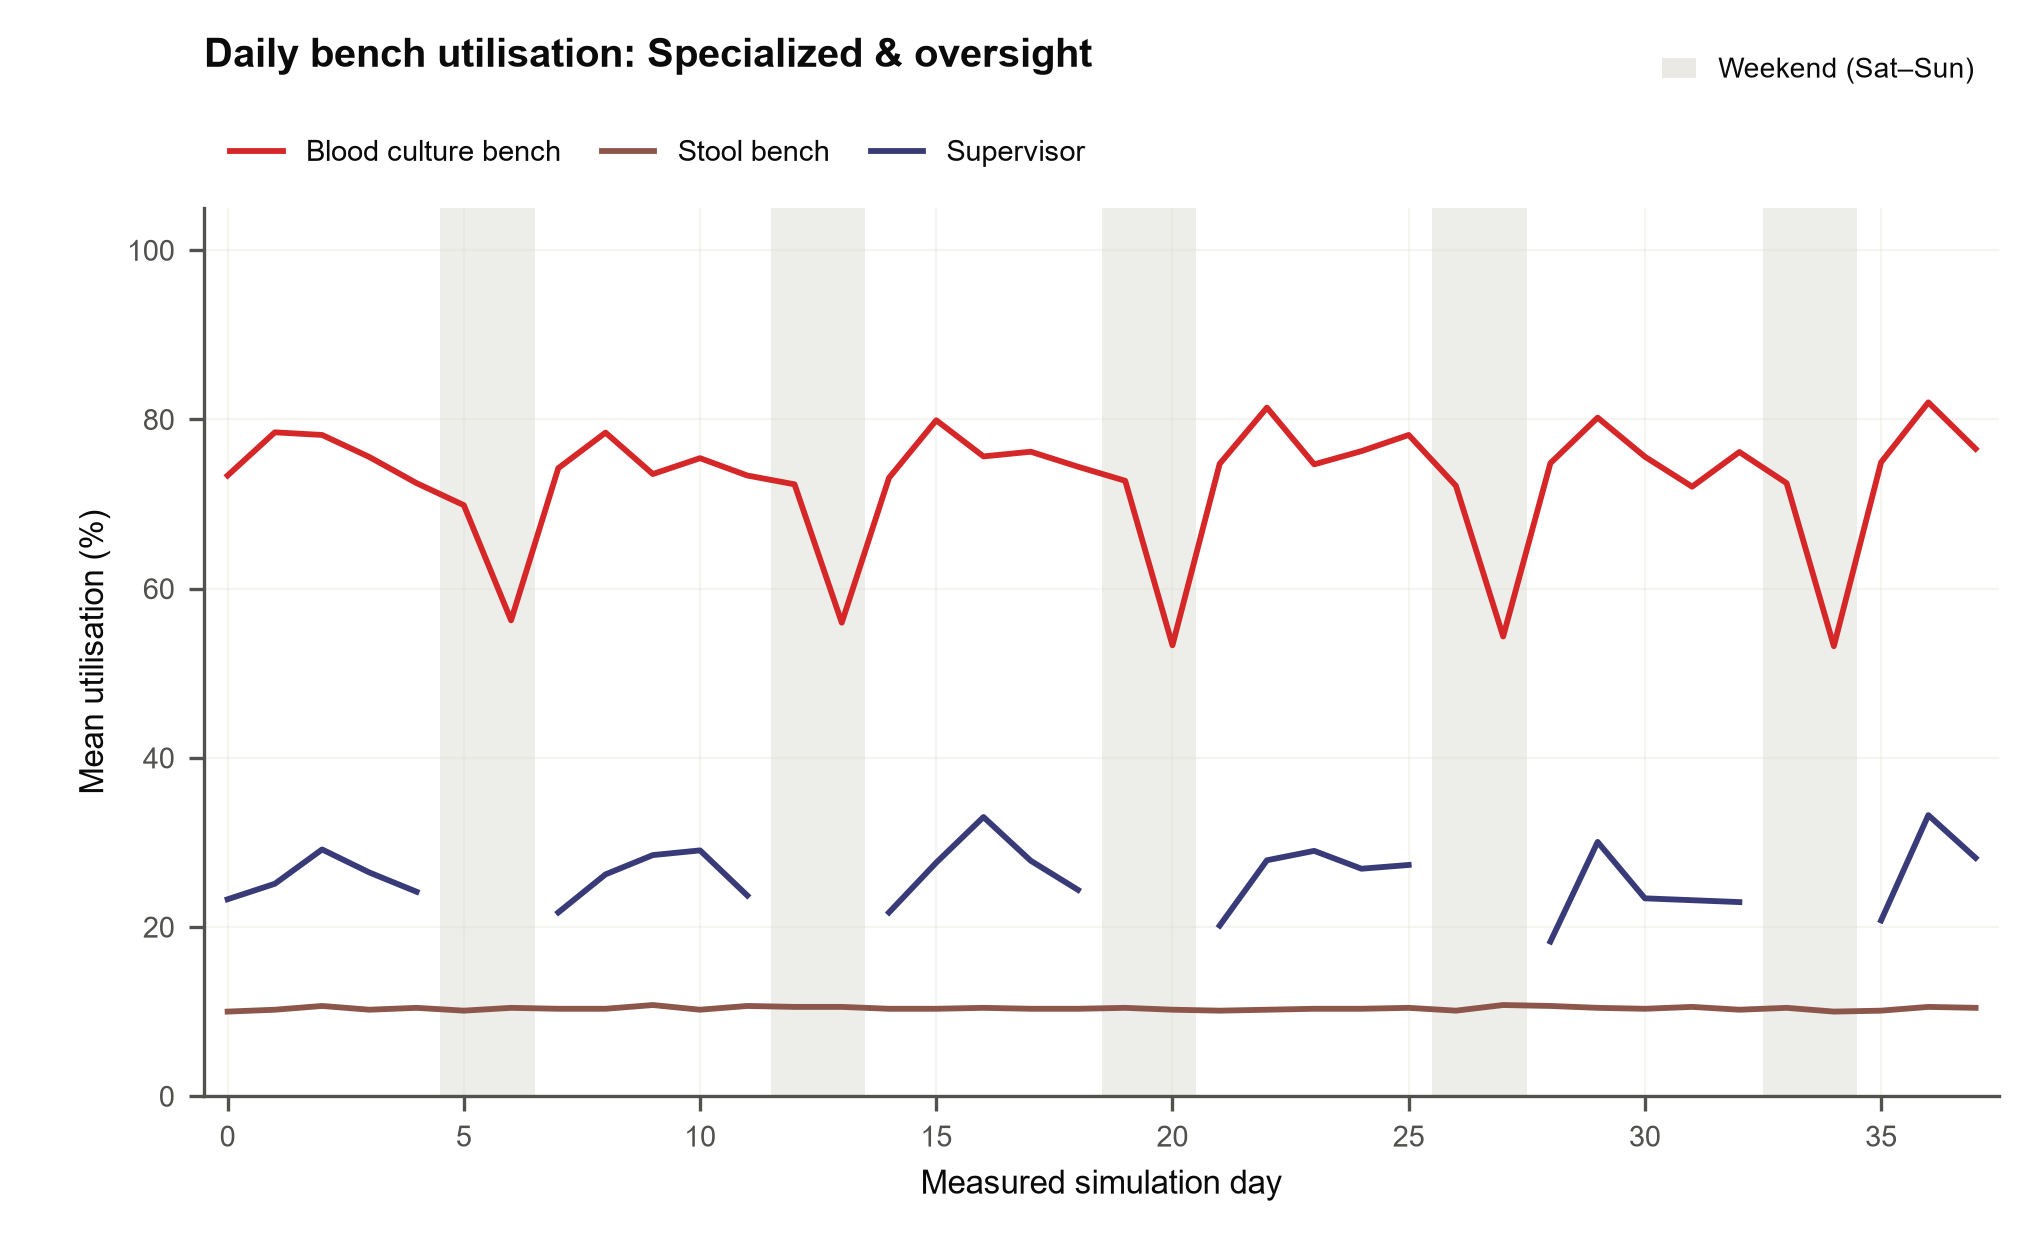 Daily bench utilisation: Specialized & oversight
Weekend (Sat–Sun)
Blood culture bench
Stool bench
Supervisor
Mean utilisation (%)
100
80
60
40
20
0
0 5 10 15 20 25 30 35
Measured simulation day